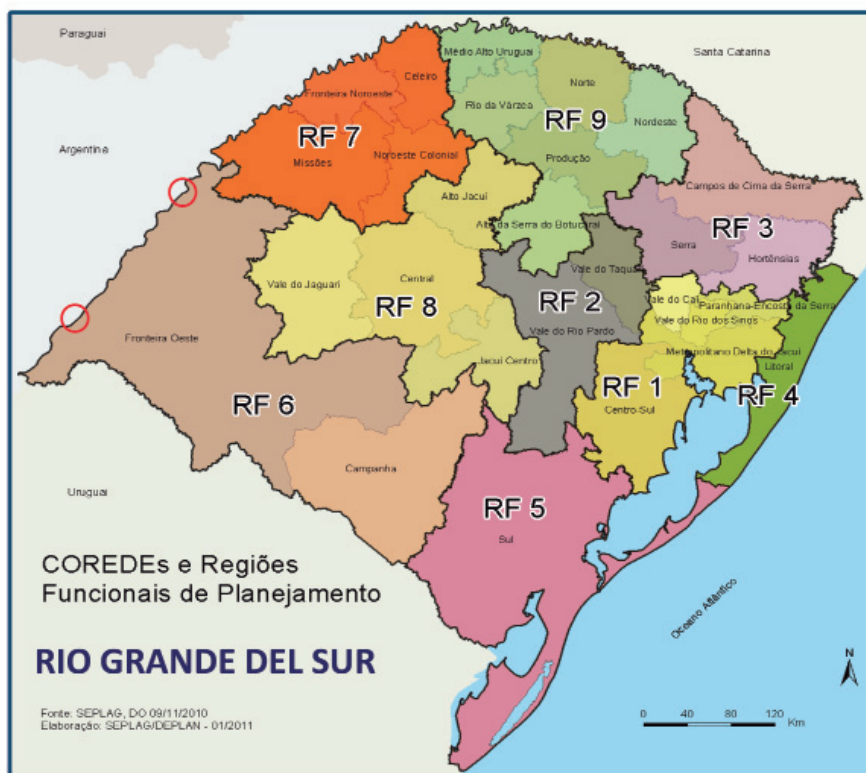 Paraguai
Santa Catarina
Argentina
Uruguai
Oceano Atlântico
Médio Alto Uruguai
Norte
Celeiro
Fronteira Noroeste
Rio da Várzea
Nordeste
RF 7
RF 9
Missões
Noroeste Colonial
Produção
Alto Jacuí
Campos de Cima da Serra
Alto da Serra do Botucaraí
RF 3
Serra
Hortênsias
Vale do Taquari
Vale do Jaguari
Central
RF 8
RF 2
Vale do Caí
Paranhana-Encosta da Serra
Vale do Rio dos Sinos
Vale do Rio Pardo
Fronteira Oeste
Jacuí Centro
Metropolitano Delta do Jacuí
Litoral
RF 1
RF 4
RF 6
Centro-Sul
Campanha
RF 5
Sul
COREDEs e Regiões
Funcionais de Planejamento
RIO GRANDE DEL SUR
Fonte: SEPLAG, DO 09/11/2010
Elaboração: SEPLAG/DEPLAN - 01/2011
N
0 40 80 120
Km